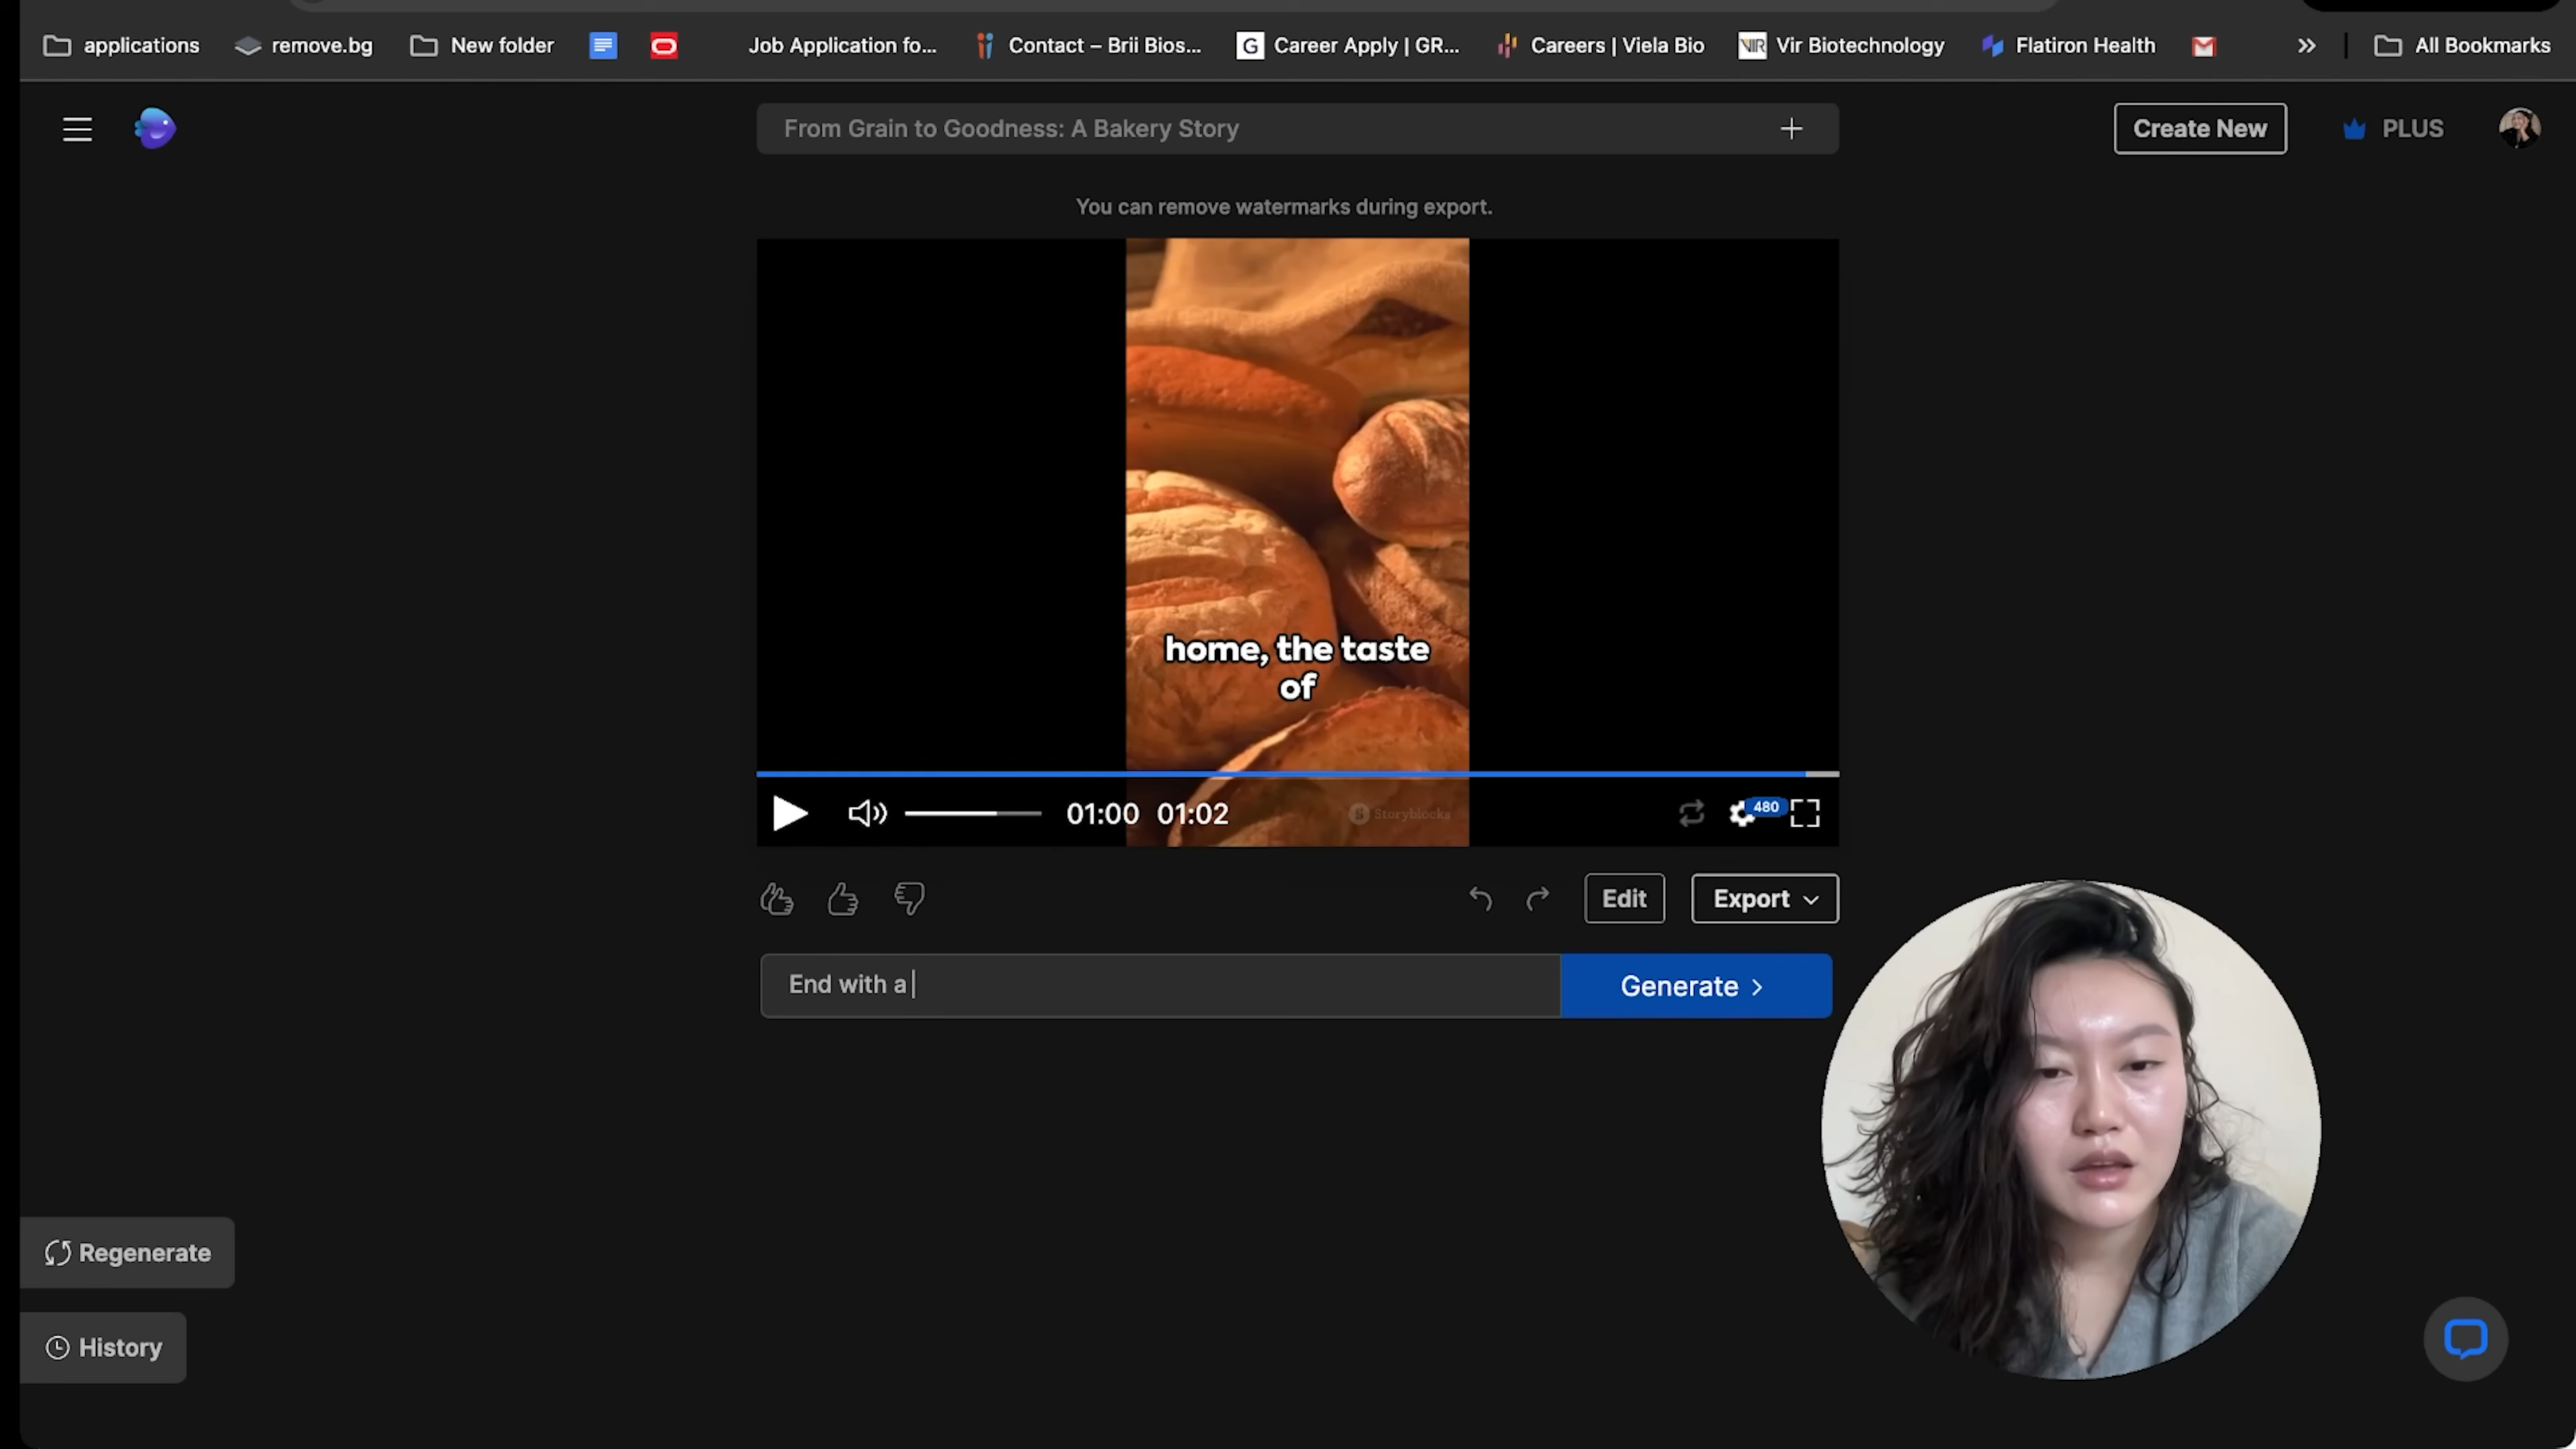 applications
remove.bg
New folder
Job Application fo...
Contact – Brii Bios...
G
Career Apply | GR...
Careers | Viela Bio
VIR
Vir Biotechnology
Flatiron Health
All Bookmarks
From Grain to Goodness: A Bakery Story
Create New
PLUS
You can remove watermarks during export.
home, the taste
of
01:00 01:02
Storyblocks
480
Edit
Export
End with a
Generate
Regenerate
History